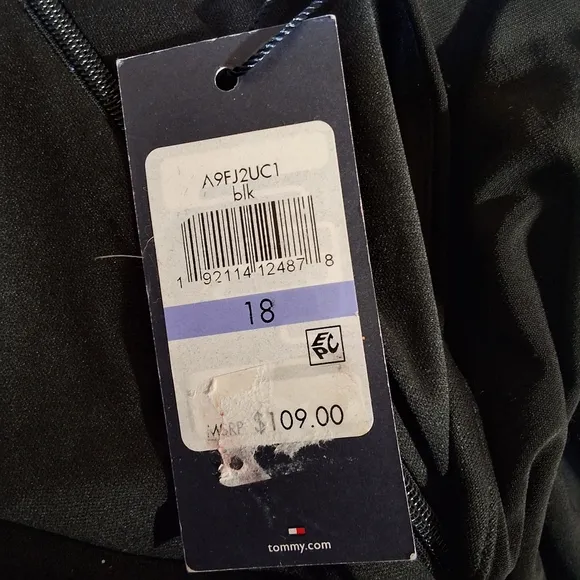 A9FJ2UC1
blk
1 92114 12487 8
18
EPC
MSRP $109.00
tommy.com